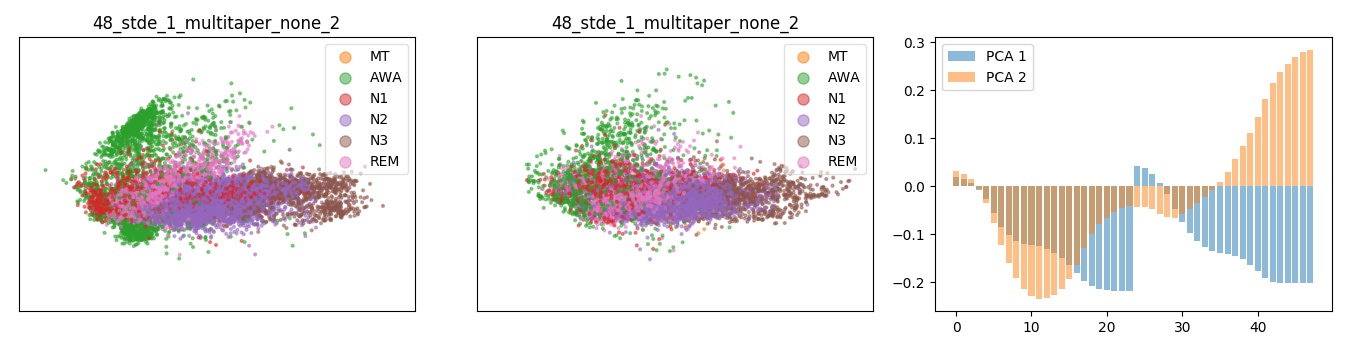 48_stde_1_multitaper_none_2
MT
AWA
N1
N2
N3
REM
48_stde_1_multitaper_none_2
MT
AWA
N1
N2
N3
REM
PCA 1
PCA 2
0.3
0.2
0.1
0.0
−0.1
−0.2
0 10 20 30 40